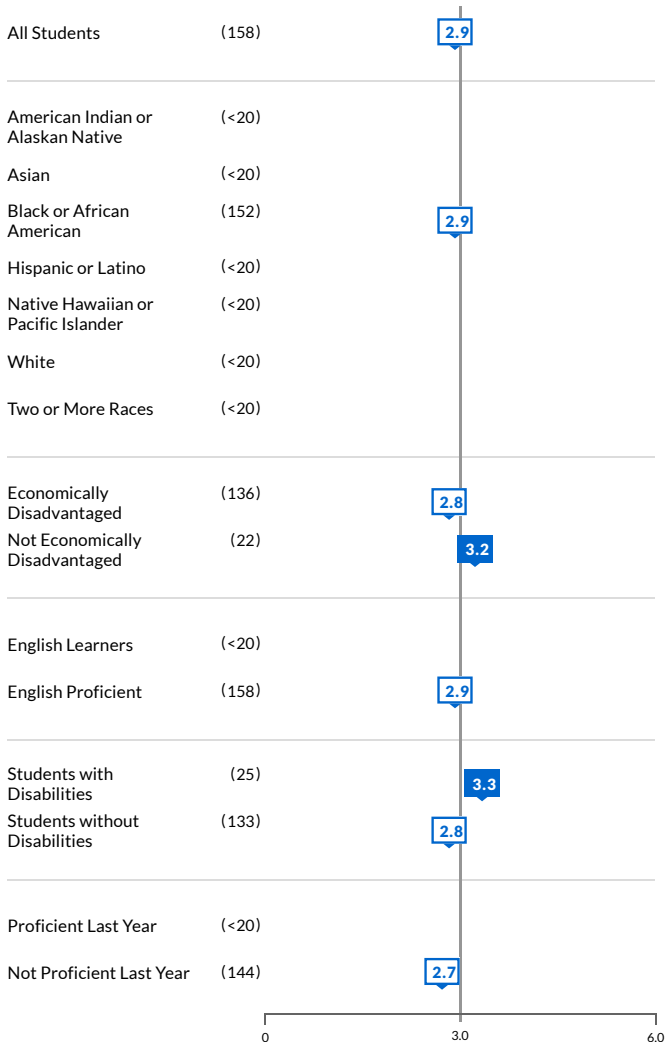 All Students (158) 2.9
American Indian or (<20)
Alaskan Native
Asian (<20)
Black or African (152) 2.9
American
Hispanic or Latino (<20)
Native Hawaiian or (<20)
Pacific Islander
White (<20)
Two or More Races (<20)
Economically (136) 2.8
Disadvantaged
Not Economically (22) 3.2
Disadvantaged
English Learners (<20)
English Proficient (158) 2.9
Students with (25) 3.3
Disabilities
Students without (133) 2.8
Disabilities
Proficient Last Year (<20)
Not Proficient Last Year (144) 2.7
0 3.0 6.0